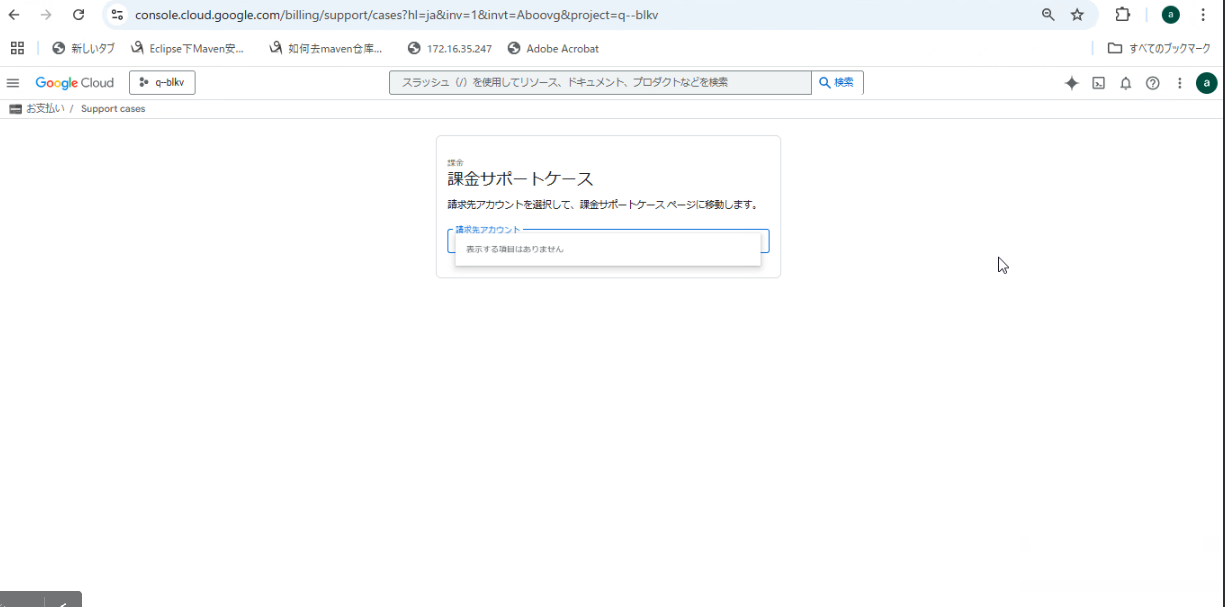 console.cloud.google.com/billing/support/cases?hl=ja&inv=1&invt=Aboovg&project=q--blkv
a
新しいタブ
Eclipse下Maven安...
如何去maven仓库...
172.16.35.247
Adobe Acrobat
すべてのブックマーク
Google Cloud
q-blkv
スラッシュ（/）を使用してリソース、ドキュメント、プロダクトなどを検索
検索
a
お支払い / Support cases
課金
課金サポートケース
請求先アカウントを選択して、課金サポートケース ページに移動します。
請求先アカウント
表示する項目はありません